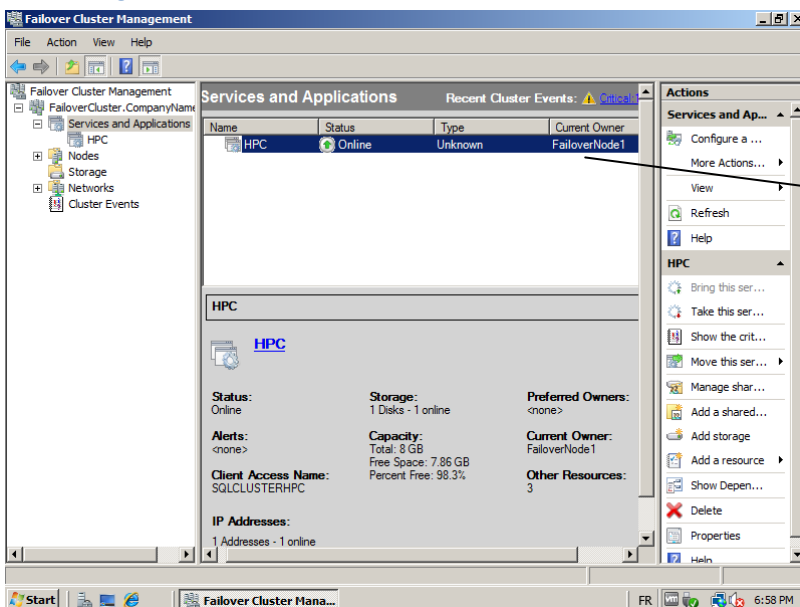 Failover Cluster Management
File Action View Help
Failover Cluster Management
FailoverCluster.CompanyName
Services and Applications
HPC
Nodes
Storage
Networks
Cluster Events
Services and Applications Recent Cluster Events: Critical:
Name Status Type Current Owner
HPC Online Unknown FailoverNode1
HPC
HPC
Status: Storage: Preferred Owners:
Online 1 Disks - 1 online <none>
Alerts: Capacity: Current Owner:
<none> Total: 8 GB FailoverNode1
Free Space: 7.86 GB
Client Access Name: Percent Free: 98.3% Other Resources:
SQLCLUSTERHPC 3
IP Addresses:
1 Addresses - 1 online
Actions
Services and Ap...
Configure a ...
More Actions...
View
Refresh
Help
HPC
Bring this ser...
Take this ser...
Show the crit...
Move this ser...
Manage shar...
Add a shared...
Add storage
Add a resource
Show Depen...
Delete
Properties
Help
Start Failover Cluster Mana... FR 6:58 PM